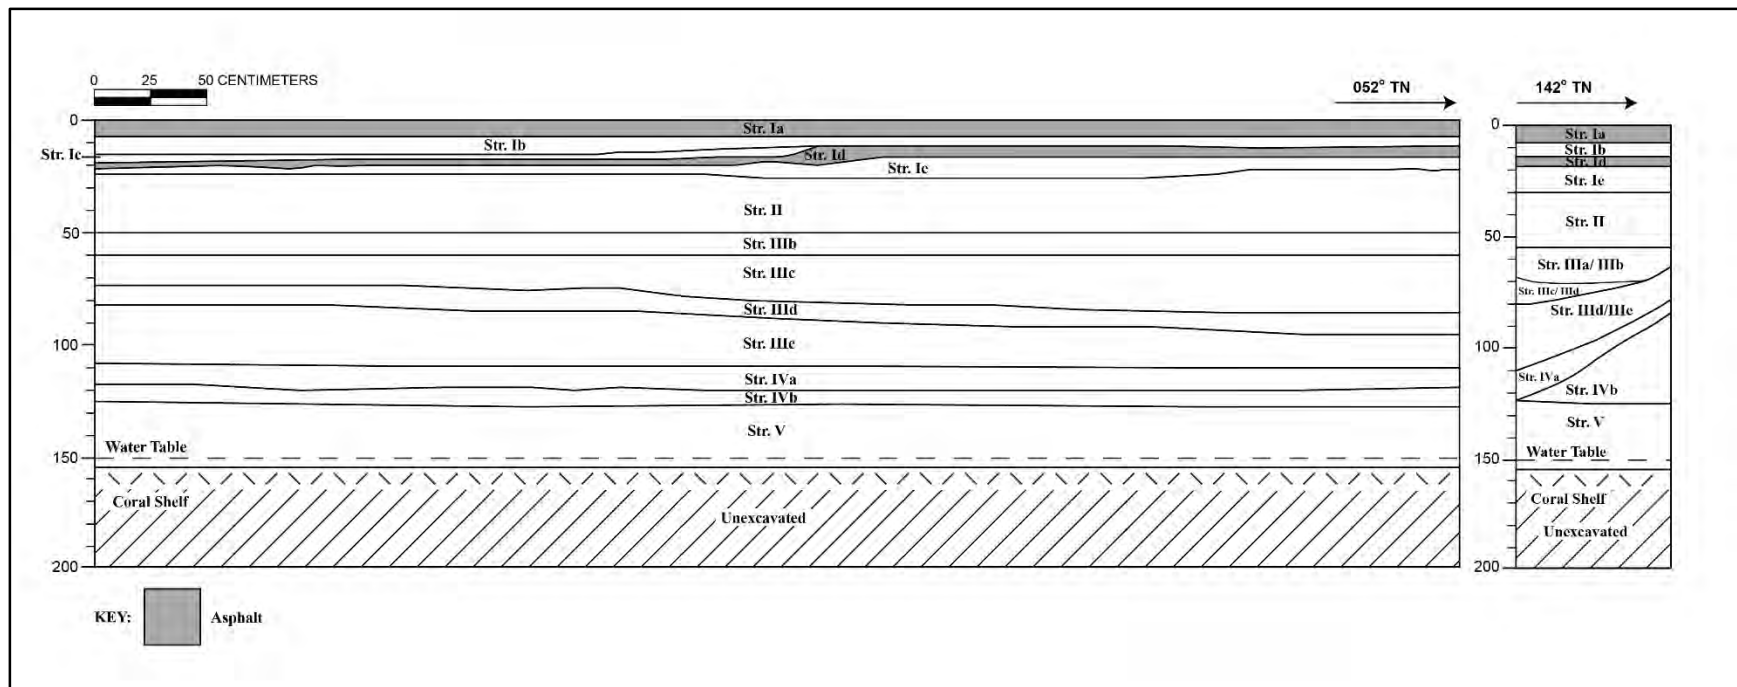 0 25 50 CENTIMETERS
052° TN
142° TN
0
Str. Ia
Str. Ib
Str. Ic
Str. Id
Str. Ie
Str. II
50
Str. IIIb
Str. IIIc
Str. IIId
Str. IIIe
100
Str. IVa
Str. IVb
Str. V
Water Table
150
Coral Shelf
Unexcavated
200
0
Str. Ia
Str. Ib
Str. Id
Str. Ie
Str. II
50
Str. IIIa/ IIIb
Str. IIIc/ IIId
Str. IIId/IIIe
100
Str. IVa
Str. IVb
Str. V
Water Table
150
Coral Shelf
Unexcavated
200
KEY: Asphalt